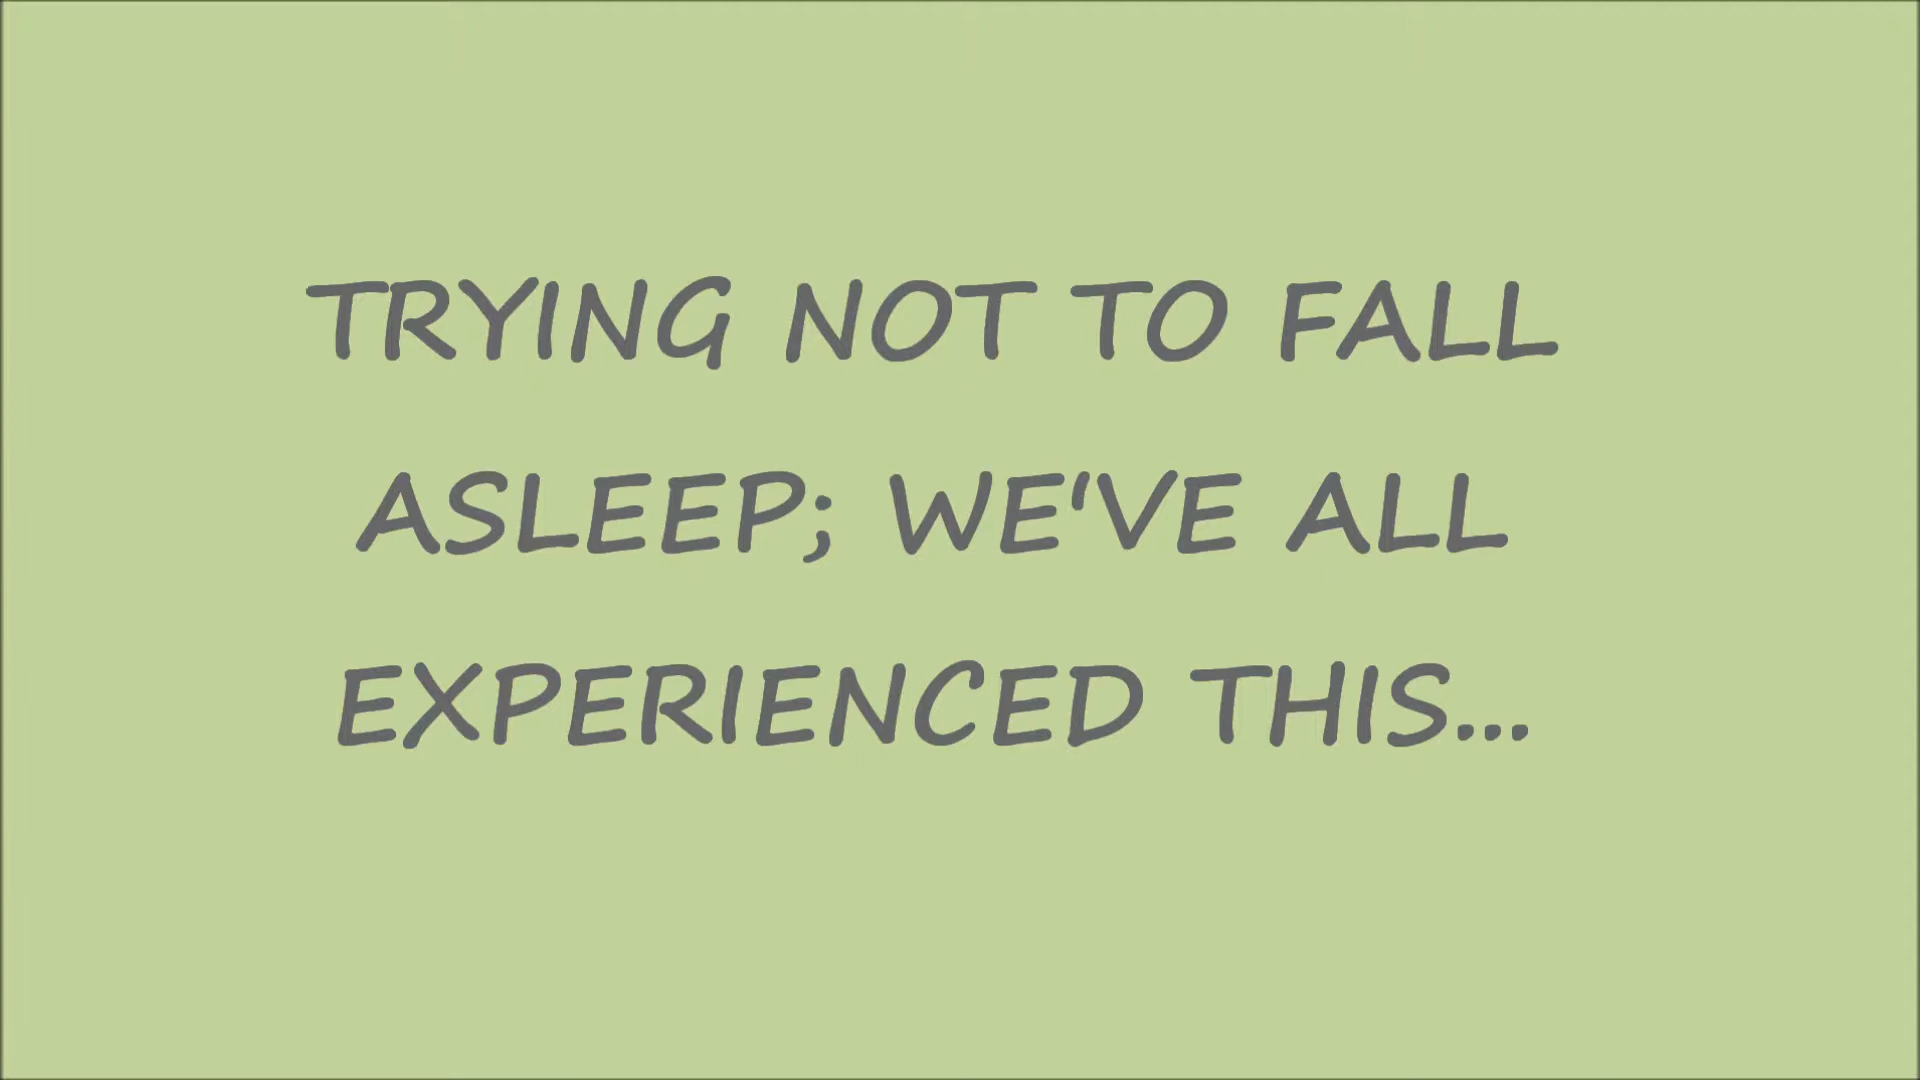 TRYING NOT TO FALL
ASLEEP; WE'VE ALL
EXPERIENCED THIS...